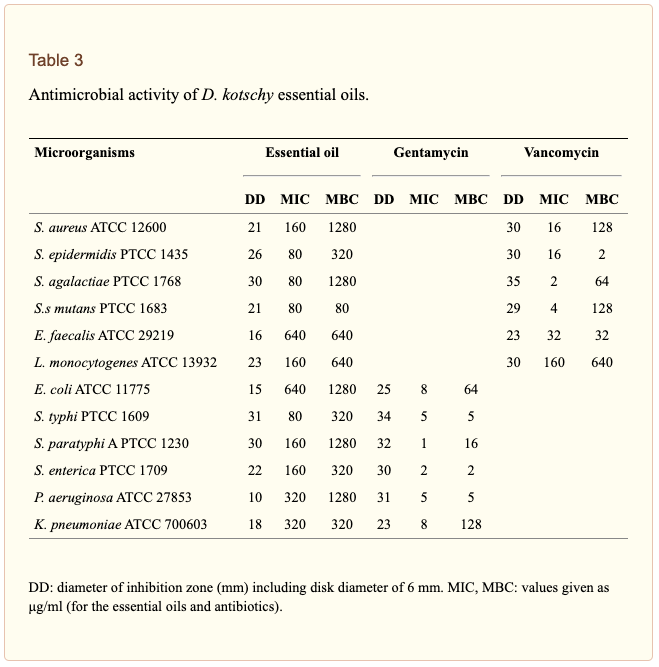 Table 3
Antimicrobial activity of D. kotschy essential oils.
Microorganisms Essential oil Gentamycin Vancomycin
DD MIC MBC DD MIC MBC DD MIC MBC
S. aureus ATCC 12600 21 160 1280 30 16 128
S. epidermidis PTCC 1435 26 80 320 30 16 2
S. agalactiae PTCC 1768 30 80 1280 35 2 64
S.s mutans PTCC 1683 21 80 80 29 4 128
E. faecalis ATCC 29219 16 640 640 23 32 32
L. monocytogenes ATCC 13932 23 160 640 30 160 640
E. coli ATCC 11775 15 640 1280 25 8 64
S. typhi PTCC 1609 31 80 320 34 5 5
S. paratyphi A PTCC 1230 30 160 1280 32 1 16
S. enterica PTCC 1709 22 160 320 30 2 2
P. aeruginosa ATCC 27853 10 320 1280 31 5 5
K. pneumoniae ATCC 700603 18 320 320 23 8 128
DD: diameter of inhibition zone (mm) including disk diameter of 6 mm. MIC, MBC: values given as
μg/ml (for the essential oils and antibiotics).